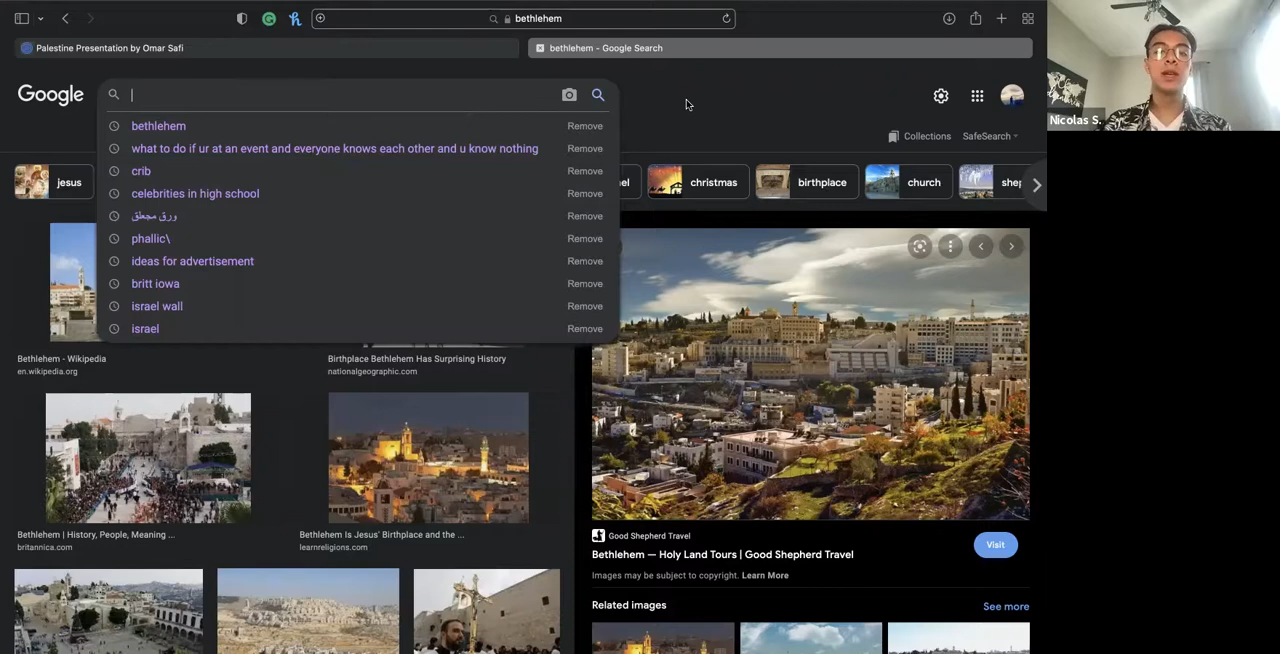 bethlehem
Palestine Presentation by Omar Safi
bethlehem - Google Search
Google
bethlehem Remove
what to do if ur at an event and everyone knows each other and u know nothing Remove
crib Remove
celebrities in high school Remove
ورق مجعلق Remove
phallic\ Remove
ideas for advertisement Remove
britt iowa Remove
israel wall Remove
israel Remove
Collections SafeSearch
jesus
christmas
birthplace
church
Nicolas S.
Bethlehem - Wikipedia
en.wikipedia.org
Birthplace Bethlehem Has Surprising History
nationalgeographic.com
Bethlehem | History, People, Meaning ...
britannica.com
Bethlehem Is Jesus' Birthplace and the ...
learnreligions.com
Good Shepherd Travel
Bethlehem — Holy Land Tours | Good Shepherd Travel
Visit
Images may be subject to copyright. Learn More
Related images
See more